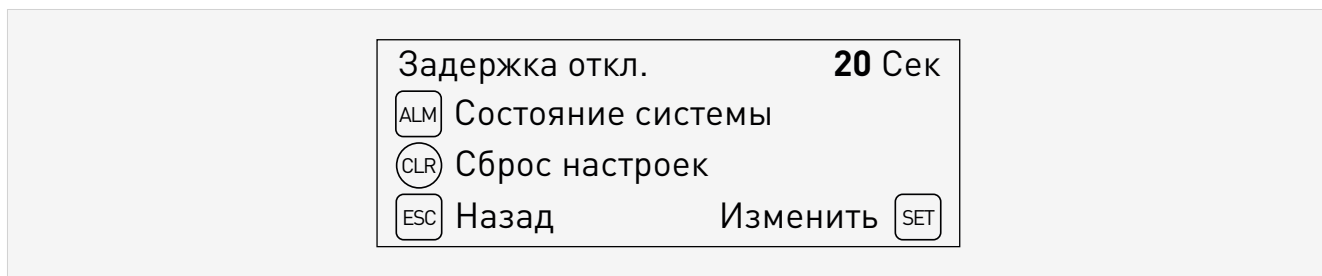 Задержка откл. 20 Сек
ALM Состояние системы
CLR Сброс настроек
ESC Назад Изменить SET